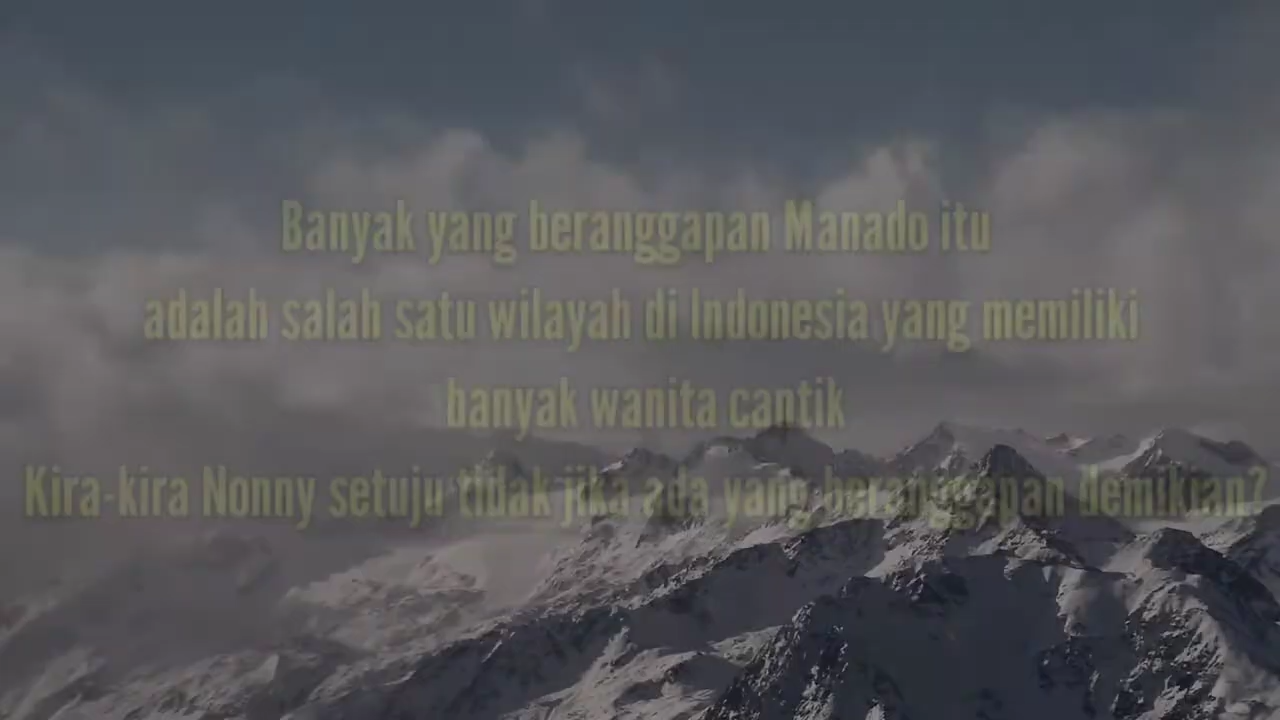 Banyak yang beranggapan Manado itu
adalah salah satu wilayah di Indonesia yang memiliki
banyak wanita cantik
Kira-kira Nonny setuju tidak jika ada yang beranggapan demikian?